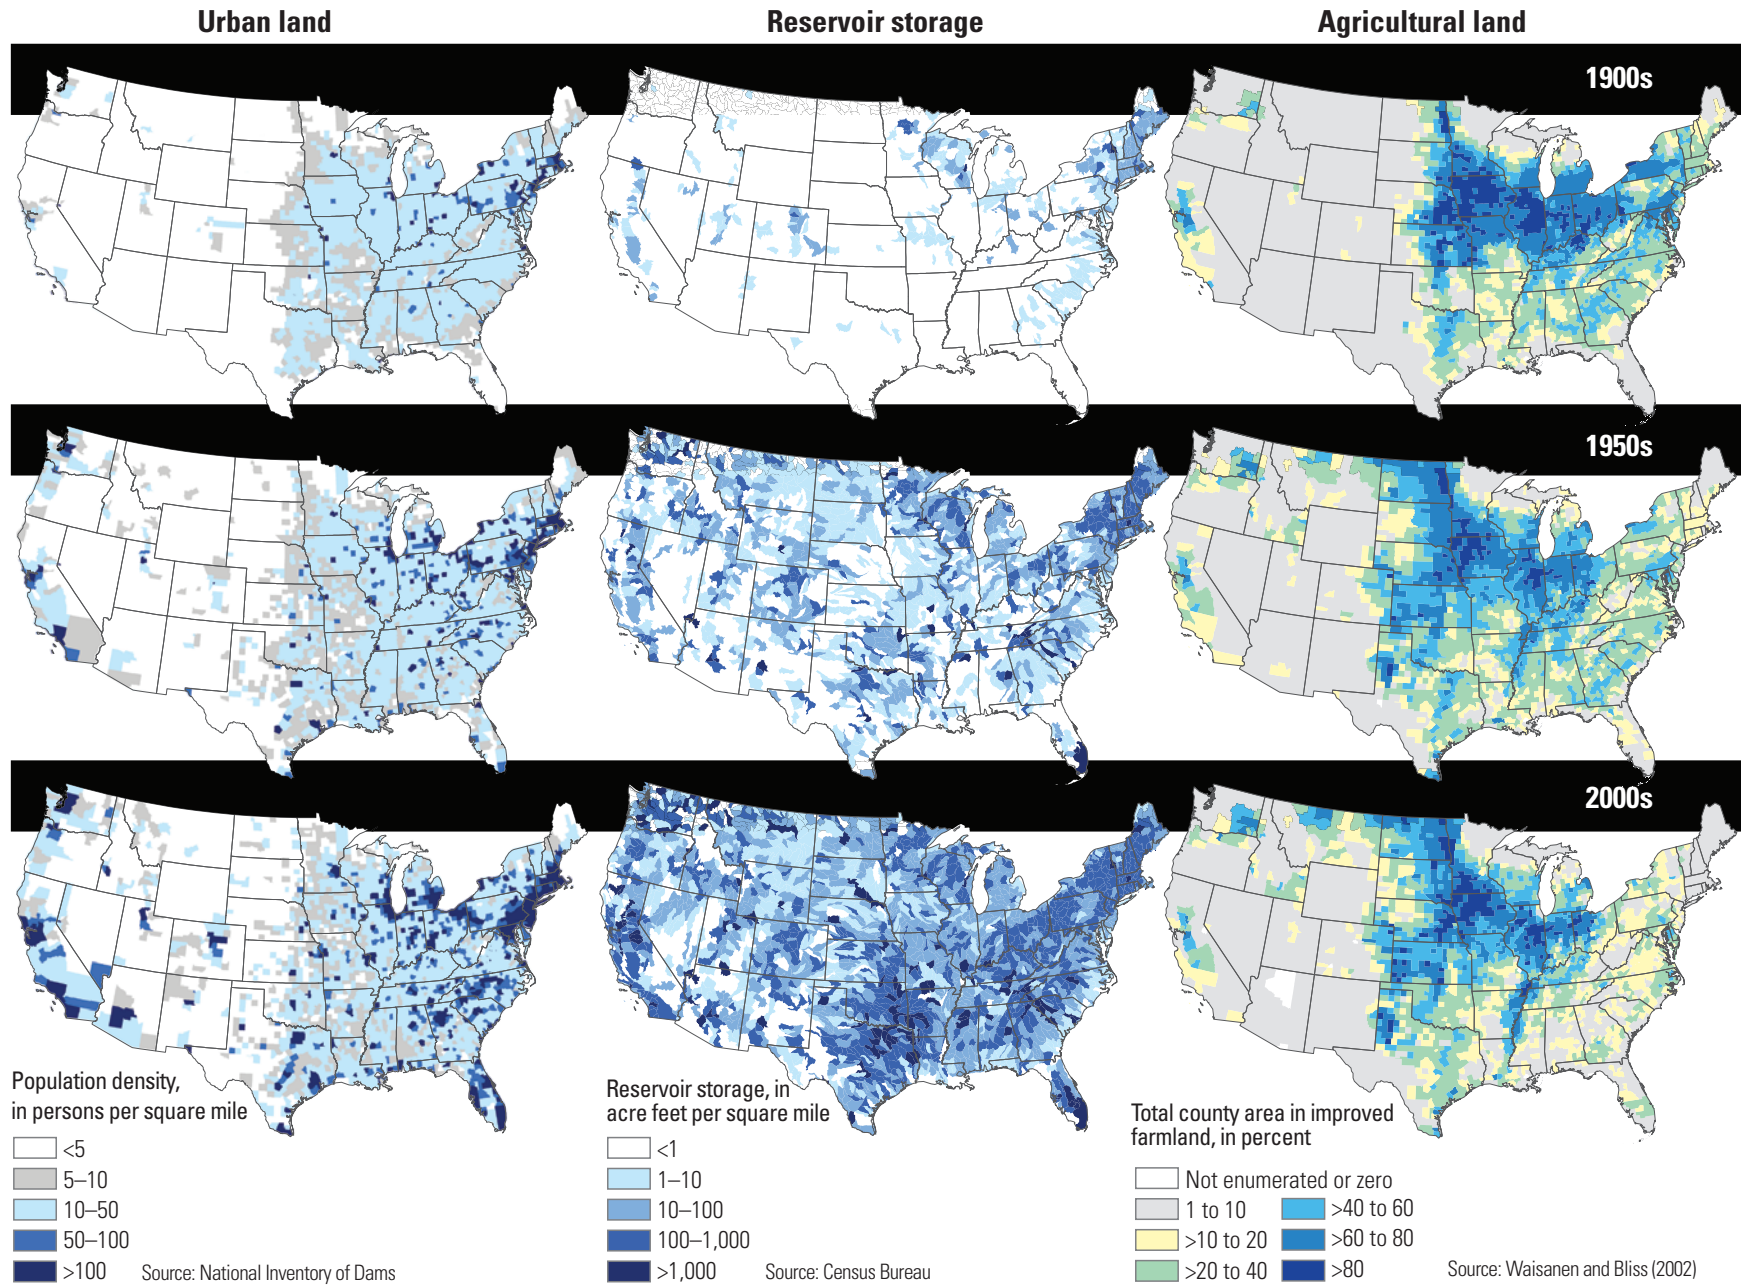 Urban land
Reservoir storage
Agricultural land
1900s
1950s
2000s
Population density,
in persons per square mile
<5
5–10
10–50
50–100
>100
Source: National Inventory of Dams
Reservoir storage, in
acre feet per square mile
<1
1–10
10–100
100–1,000
>1,000
Source: Census Bureau
Total county area in improved
farmland, in percent
Not enumerated or zero
1 to 10
>10 to 20
>20 to 40
>40 to 60
>60 to 80
>80
Source: Waisanen and Bliss (2002)